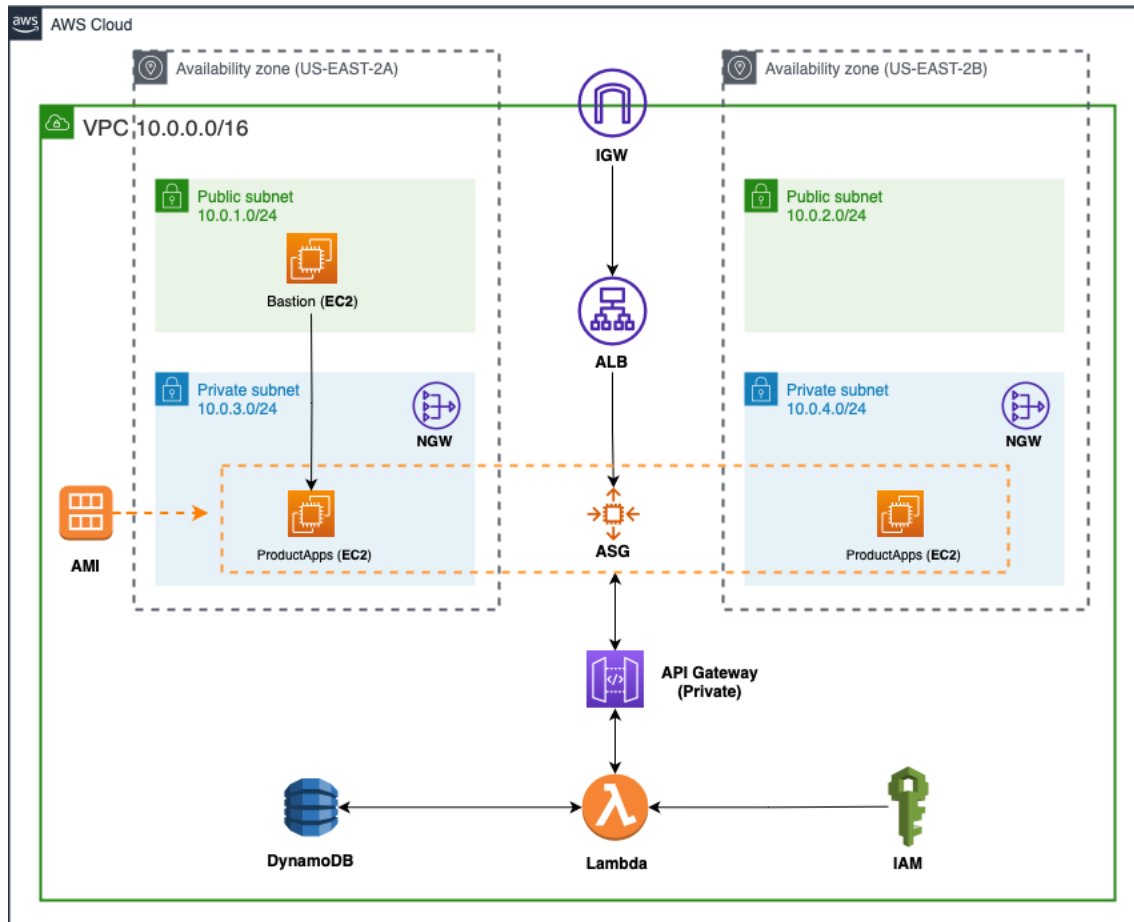 aws
AWS Cloud
Availability zone (US-EAST-2A)
Availability zone (US-EAST-2B)
VPC 10.0.0.0/16
IGW
Public subnet
10.0.1.0/24
Public subnet
10.0.2.0/24
Bastion (EC2)
ALB
Private subnet
10.0.3.0/24
Private subnet
10.0.4.0/24
NGW
NGW
AMI
ProductApps (EC2)
ASG
ProductApps (EC2)
</>
API Gateway
(Private)
DynamoDB
λ
Lambda
IAM